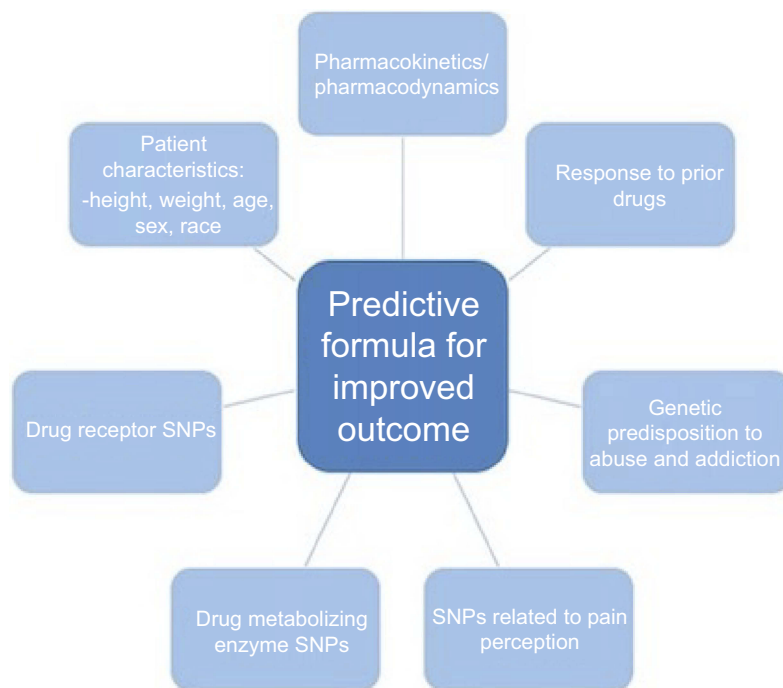 Pharmacokinetics/
pharmacodynamics
Patient
characteristics:
-height, weight, age,
sex, race
Response to prior
drugs
Predictive
formula for
improved
outcome
Drug receptor SNPs
Genetic
predisposition to
abuse and addiction
Drug metabolizing
enzyme SNPs
SNPs related to pain
perception